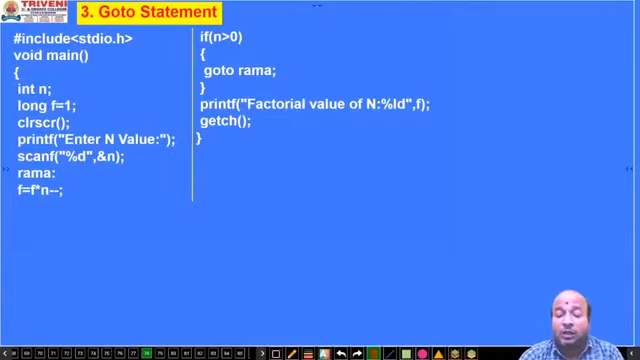 TRIVENI
3. Goto Statement
#include<stdio.h>
void main()
{
int n;
long f=1;
clrscr();
printf("Enter N Value:");
scanf("%d",&n);
rama:
f=f*n--;
if(n>0)
{
goto rama;
}
printf("Factorial value of N:%ld",f);
getch();
}